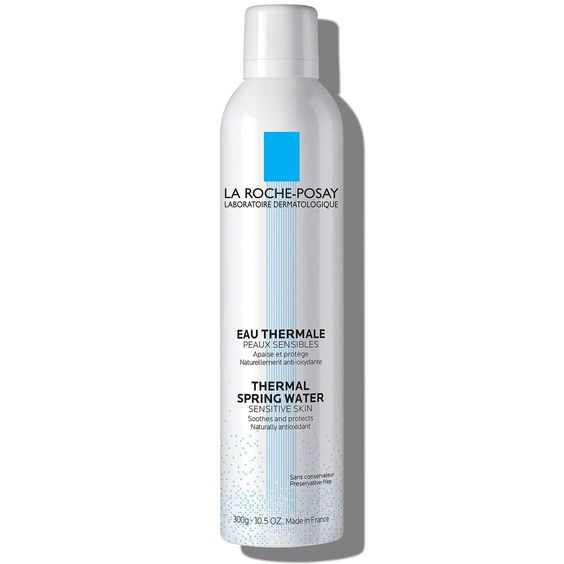 LA ROCHE-POSAY
LABORATOIRE DERMATOLOGIQUE
EAU THERMALE
PEAUX SENSIBLES
Apaise et protège
Naturellement anti-oxydante
THERMAL
SPRING WATER
SENSITIVE SKIN
Soothes and protects
Naturally antioxidant
Sans conservateur
Preservative-free
300g - 10.5 OZ. Made in France